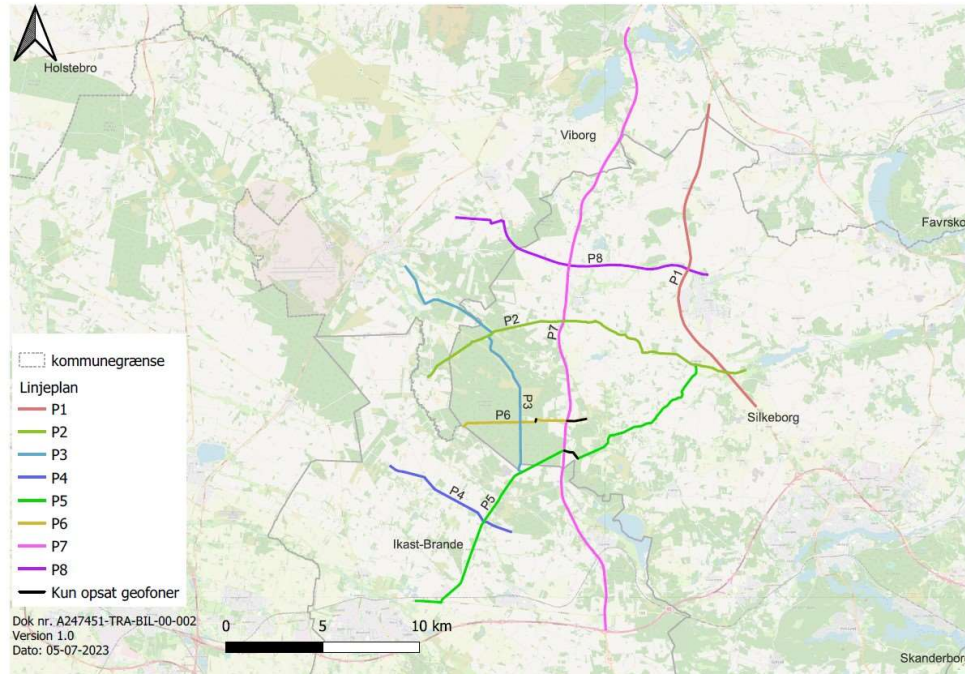 Holstebro
Viborg
Favrsko
P8
P1
P2
P7
P3
P6
P4
P5
Silkeborg
Ikast-Brande
Skanderborg
kommunegrænse
Linjeplan
P1
P2
P3
P4
P5
P6
P7
P8
Kun opsat geofoner
Dok nr. A247451-TRA-BIL-00-002
Version 1.0
Dato: 05-07-2023
0 5 10 km